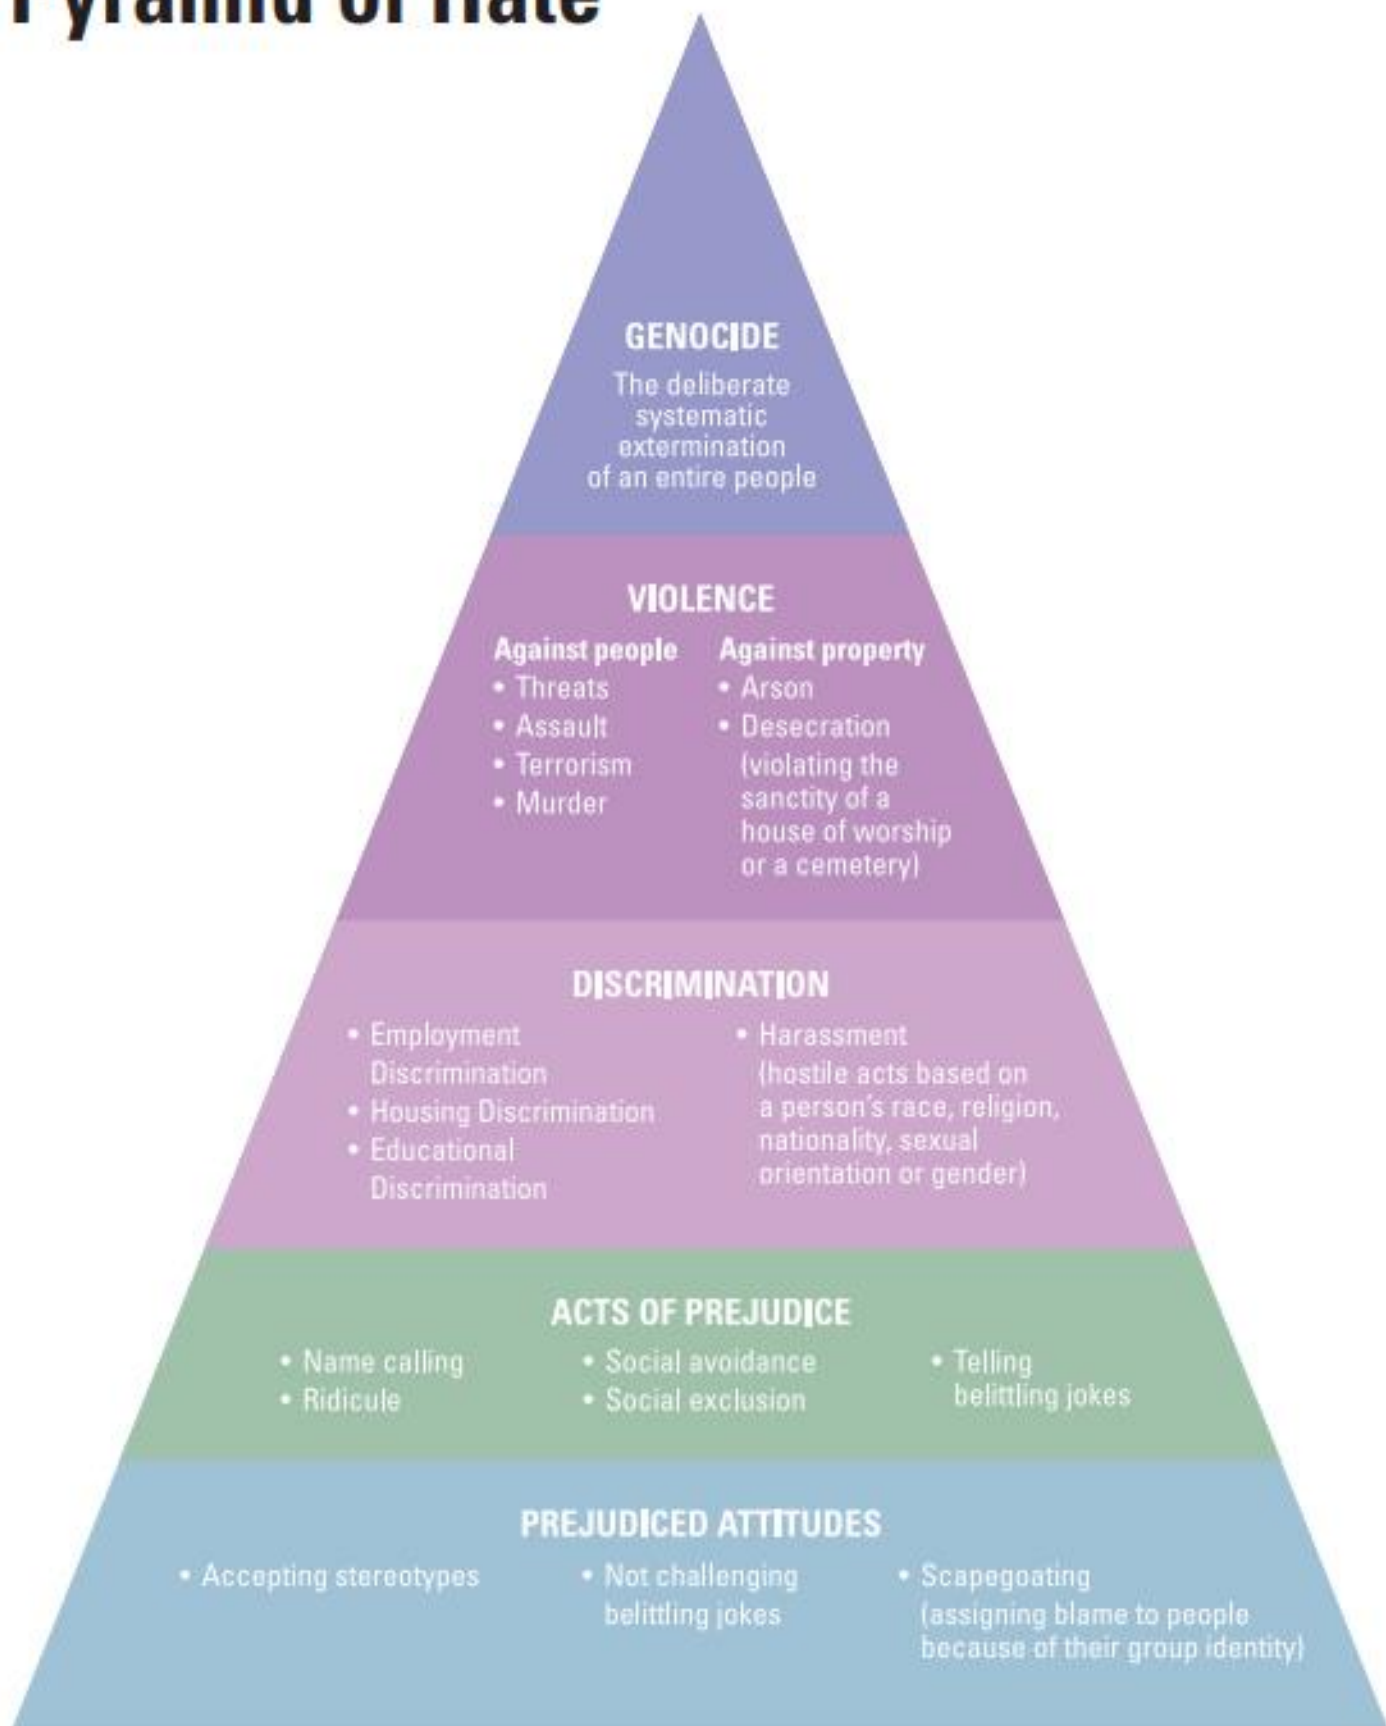 Pyramid of Hate
GENOCIDE
The deliberate
systematic
extermination
of an entire people
VIOLENCE
Against people
• Threats
• Assault
• Terrorism
• Murder
Against property
• Arson
• Desecration
(violating the
sanctity of a
house of worship
or a cemetery)
DISCRIMINATION
• Employment
Discrimination
• Housing Discrimination
• Educational
Discrimination
• Harassment
(hostile acts based on
a person's race, religion,
nationality, sexual
orientation or gender)
ACTS OF PREJUDICE
• Name calling
• Ridicule
• Social avoidance
• Social exclusion
• Telling
belittling jokes
PREJUDICED ATTITUDES
• Accepting stereotypes
• Not challenging
belittling jokes
• Scapegoating
(assigning blame to people
because of their group identity)